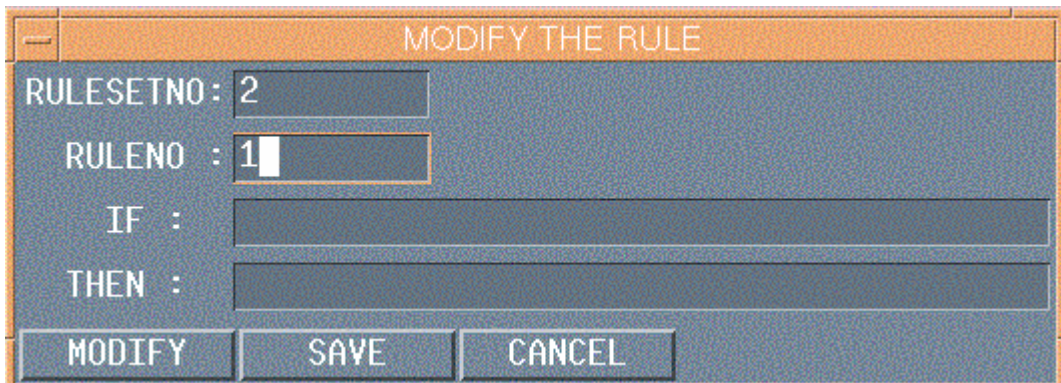 MODIFY THE RULE
RULESETNO: 2
RULENO : 1
IF :
THEN :
MODIFY SAVE CANCEL